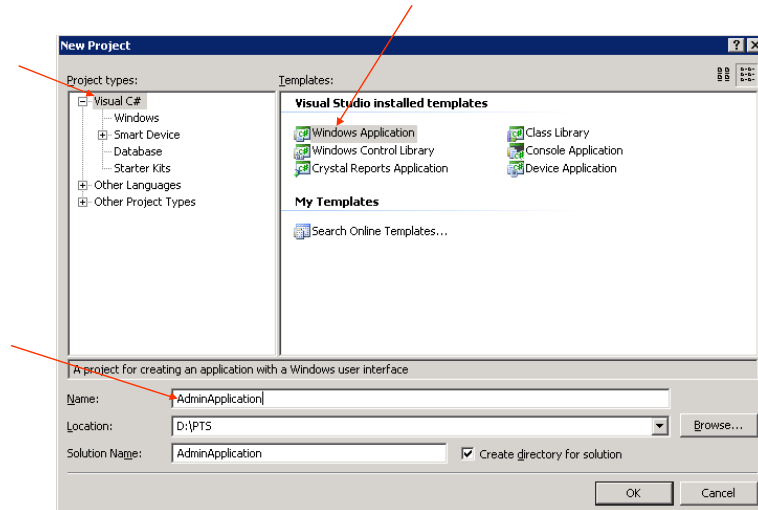 New Project
Project types:
Templates:
Visual C#
Windows
Smart Device
Database
Starter Kits
Other Languages
Other Project Types
Visual Studio installed templates
Windows Application
Class Library
Windows Control Library
Console Application
Crystal Reports Application
Device Application
My Templates
Search Online Templates...
A project for creating an application with a Windows user interface
Name:
AdminApplication
Location:
D:\PTS
Browse...
Solution Name:
AdminApplication
Create directory for solution
OK
Cancel